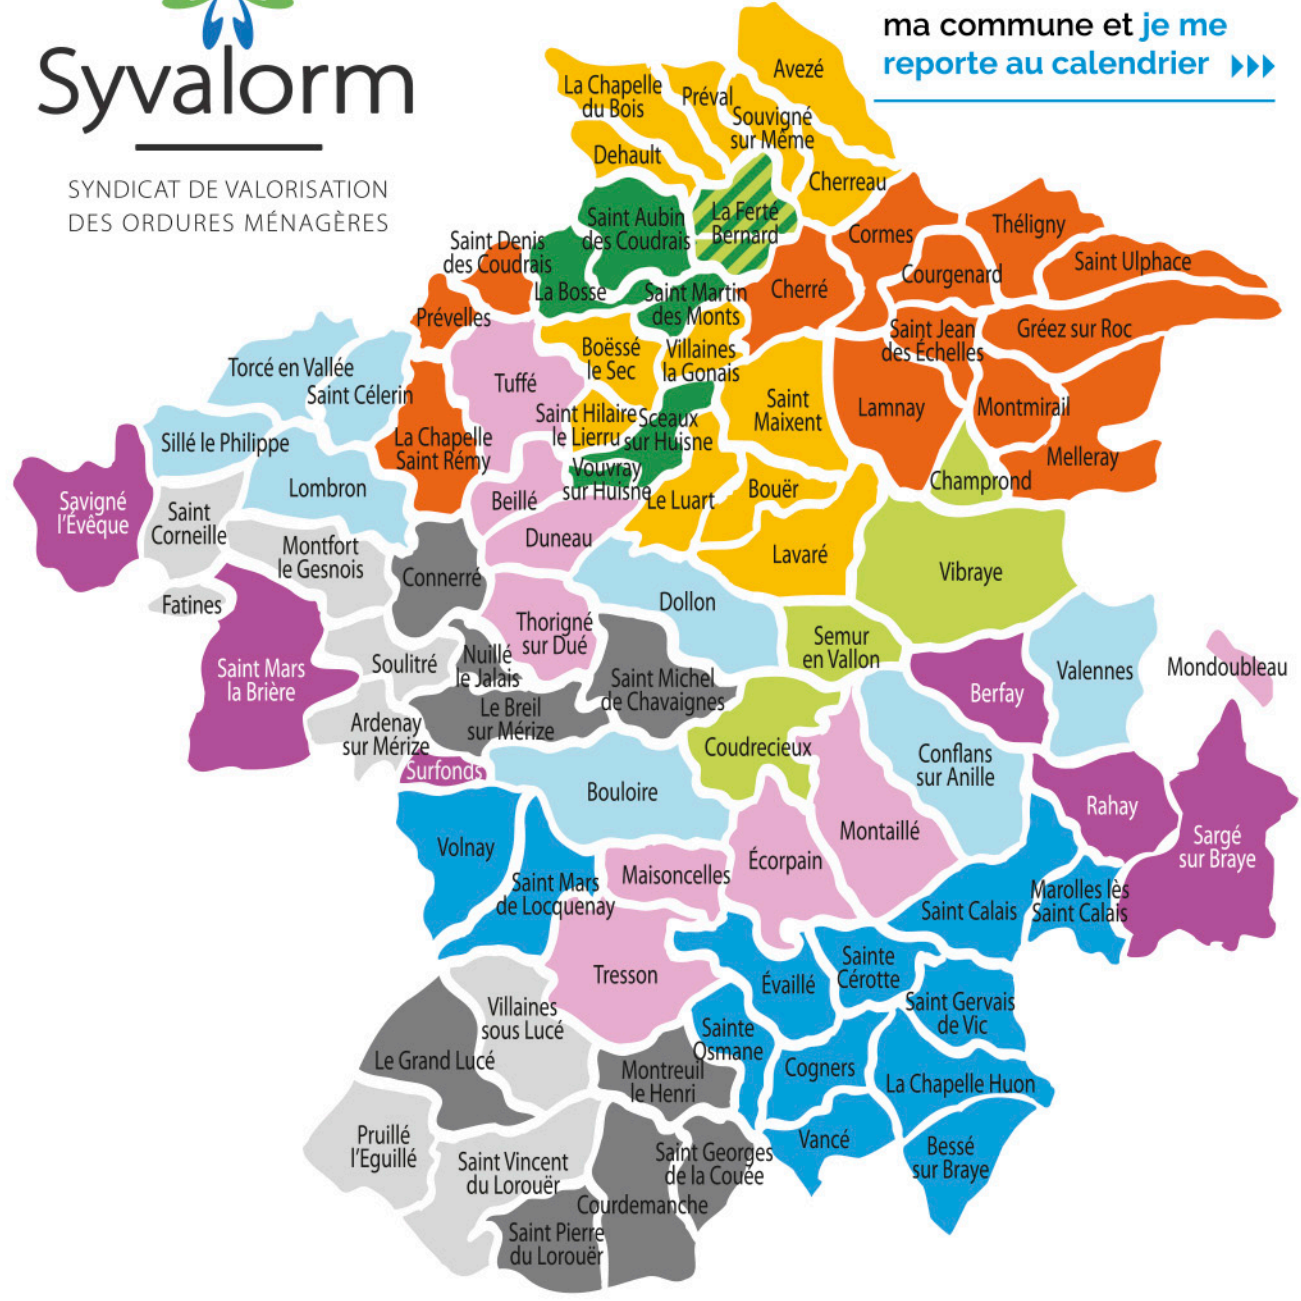 Syvalorm
SYNDICAT DE VALORISATION
DES ORDURES MÉNAGÈRES
ma commune et je me
reporte au calendrier
Avezé
La Chapelle
du Bois
Préval
Souvigné
sur Même
Dehault
Cherreau
La Ferté
Bernard
Saint Aubin
des Coudrais
Saint Denis
des Coudrais
Cormes
Théligny
Courgenard
Saint Ulphace
La Bosse
Saint Martin
des Monts
Cherré
Prévelles
Saint Jean
des Échelles
Gréez sur Roc
Boëssé
le Sec
Villaines
la Gonais
Torcé en Vallée
Saint Célerin
Tuffé
Saint
Maixent
Lamnay
Montmirail
Saint Hilaire
le Lierru
Sceaux
sur Huisne
Sillé le Philippe
La Chapelle
Saint Rémy
Melleray
Champrond
Vouvray
sur Huisne
Lombron
Beillé
Le Luart
Bouër
Savigné
l'Évêque
Saint
Corneille
Duneau
Montfort
le Gesnois
Lavaré
Connerré
Vibraye
Fatines
Dollon
Thorigné
sur Dué
Semur
en Vallon
Soulitré
Nuillé
le Jalais
Saint Mars
la Brière
Saint Michel
de Chavaignes
Berfay
Valennes
Mondoubleau
Le Breil
sur Mérize
Ardenay
sur Mérize
Coudrecieux
Conflans
sur Anille
Surfonds
Bouloire
Rahay
Montaillé
Sargé
sur Braye
Volnay
Écorpain
Maisoncelles
Saint Mars
de Locquenay
Saint Calais
Marolles lès
Saint Calais
Tresson
Évaillé
Sainte
Cérotte
Saint Gervais
de Vic
Villaines
sous Lucé
Sainte
Osmane
Le Grand Lucé
Montreuil
le Henri
Cogners
La Chapelle Huon
Pruillé
l'Eguillé
Vancé
Bessé
sur Braye
Saint Vincent
du Lorouër
Saint Georges
de la Couée
Courdemanche
Saint Pierre
du Lorouër